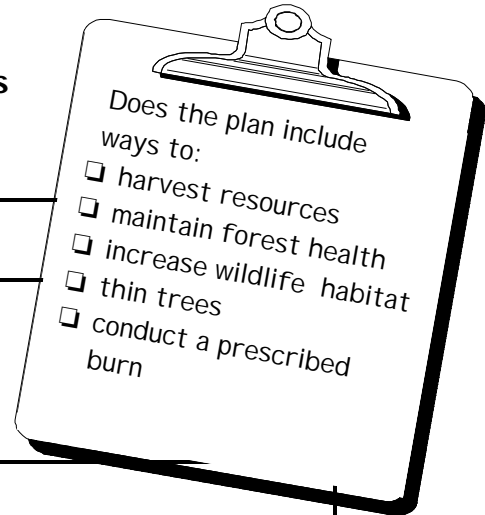 s
Does the plan include
ways to:
❏ harvest resources
❏ maintain forest health
❏ increase wildlife habitat
❏ thin trees
❏ conduct a prescribed
burn